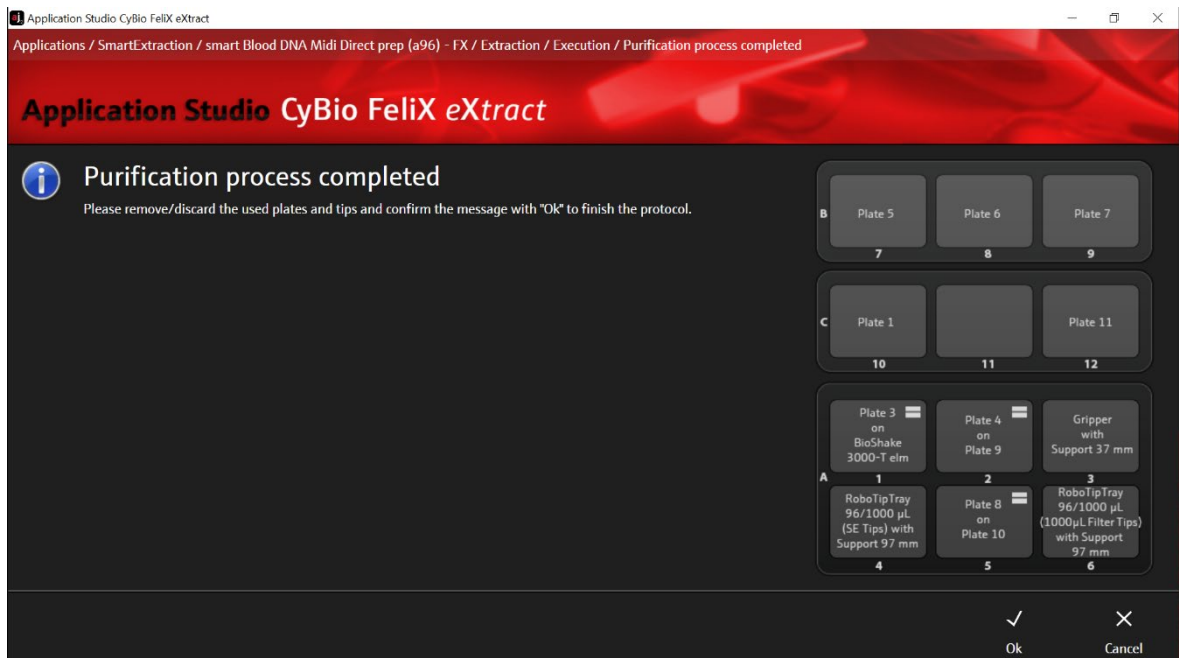 Application Studio CyBio FeliX eXtract
Applications / SmartExtraction / smart Blood DNA Midi Direct prep (a96) - FX / Extraction / Execution / Purification process completed
Application Studio CyBio FeliX eXtract
Purification process completed
Please remove/discard the used plates and tips and confirm the message with "Ok" to finish the protocol.
B
Plate 5
Plate 6
Plate 7
7
8
9
C
Plate 1
Plate 11
10
11
12
A
Plate 3
on
BioShake
3000-T elm
Plate 4
on
Plate 9
Gripper
with
Support 37 mm
1
2
3
RoboTipTray
96/1000 µL
(SE Tips) with
Support 97 mm
Plate 8
on
Plate 10
RoboTipTray
96/1000 µL
(1000µL Filter Tips)
with Support
97 mm
4
5
6
Ok
Cancel